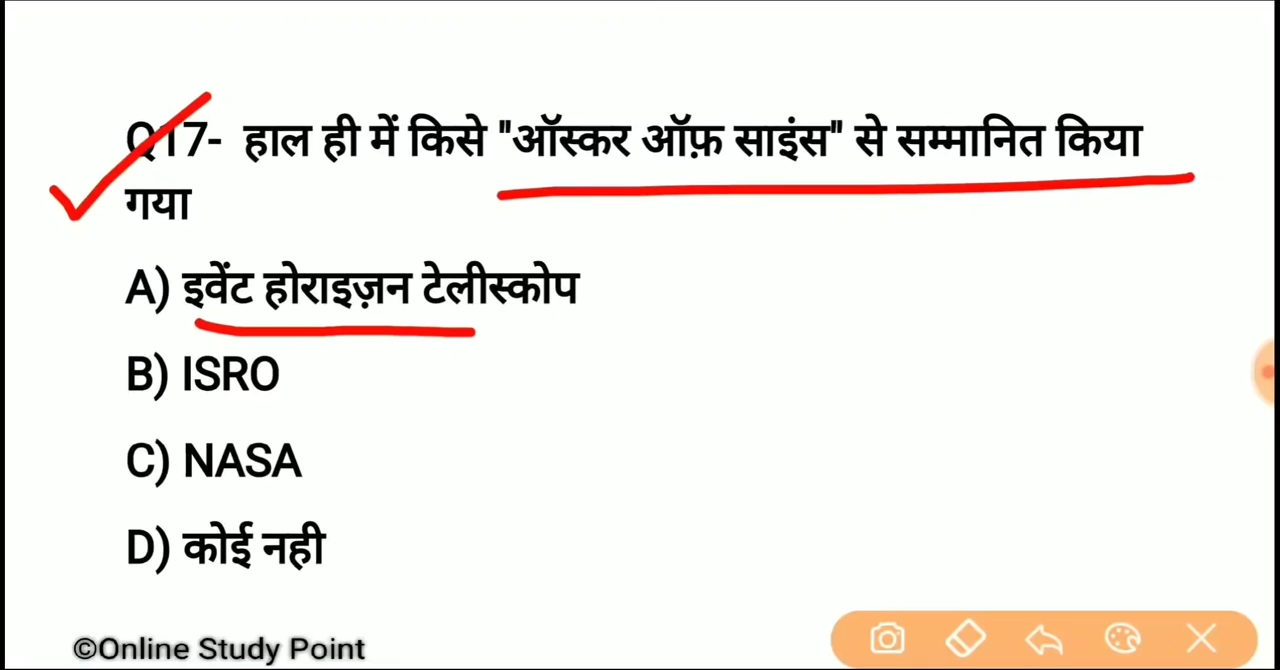 Q17- हाल ही में किसे "ऑस्कर ऑफ़ साइंस" से सम्मानित किया
गया
A) इवेंट होराइज़न टेलीस्कोप
B) ISRO
C) NASA
D) कोई नही
©Online Study Point